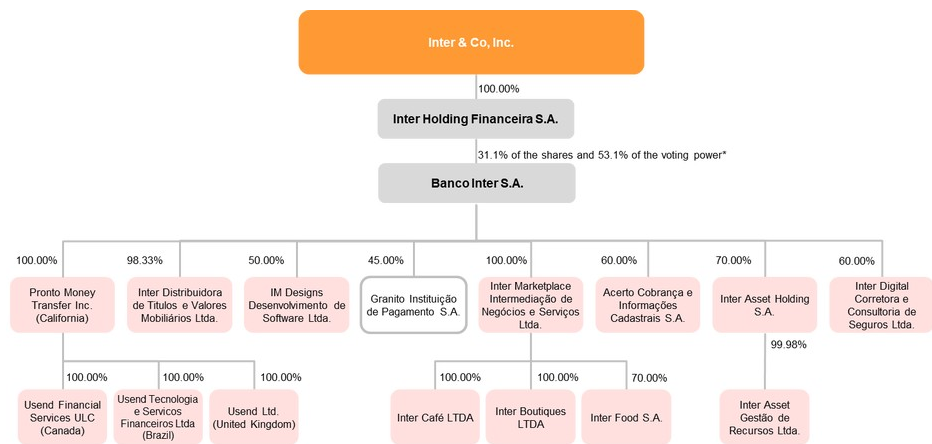 Inter & Co, Inc.
100.00%
Inter Holding Financeira S.A.
31.1% of the shares and 53.1% of the voting power*
Banco Inter S.A.
100.00%
98.33%
50.00%
45.00%
100.00%
60.00%
70.00%
60.00%
Pronto Money
Transfer Inc.
(California)
Inter Distribuidora
de Titulos e Valores
Mobiliários Ltda.
IM Designs
Desenvolvimento de
Software Ltda.
Granito Instituição
de Pagamento S.A.
Inter Marketplace
Intermediação de
Negócios e Serviços
Ltda.
Acerto Cobrança e
Informações
Cadastrais S.A.
Inter Asset Holding
S.A.
Inter Digital
Corretora e
Consultoria de
Seguros Ltda.
100.00%
100.00%
100.00%
100.00%
100.00%
70.00%
99.98%
Usend Financial
Services ULC
(Canada)
Usend Tecnologia
e Servicos
Financeiros Ltda
(Brazil)
Usend Ltd.
(United Kingdom)
Inter Café LTDA
Inter Boutiques
LTDA
Inter Food S.A.
Inter Asset
Gestão de
Recursos Ltda.